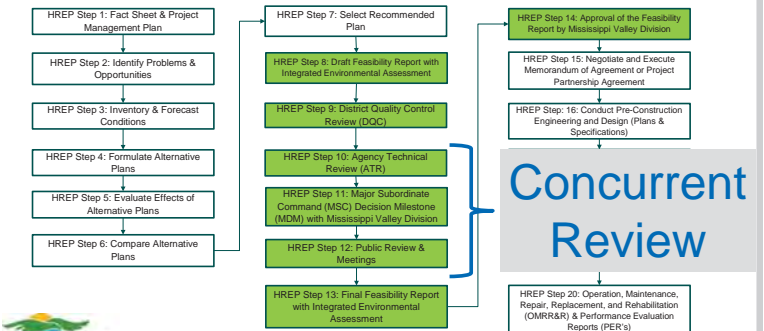 HREP Step 1: Fact Sheet & Project
Management Plan
HREP Step 2: Identify Problems &
Opportunities
HREP Step 3: Inventory & Forecast
Conditions
HREP Step 4: Formulate Alternative
Plans
HREP Step 5: Evaluate Effects of
Alternative Plans
HREP Step 6: Compare Alternative
Plans
HREP Step 7: Select Recommended
Plan
HREP Step 8: Draft Feasibility Report with
Integrated Environmental Assessment
HREP Step 9: District Quality Control
Review (DQC)
HREP Step 10: Agency Technical
Review (ATR)
HREP Step 11: Major Subordinate
Command (MSC) Decision Milestone
(MDM) with Mississippi Valley Division
HREP Step 12: Public Review &
Meetings
HREP Step 13: Final Feasibility Report
with Integrated Environmental
Assessment
HREP Step 14: Approval of the Feasibility
Report by Mississippi Valley Division
HREP Step 15: Negotiate and Execute
Memorandum of Agreement or Project
Partnership Agreement
HREP Step: 16: Conduct Pre-Construction
Engineering and Design (Plans &
Specifications)
Concurrent
Review
HREP Step 20: Operation, Maintenance,
Repair, Replacement, and Rehabilitation
(OMRR&R) & Performance Evaluation
Reports (PER's)